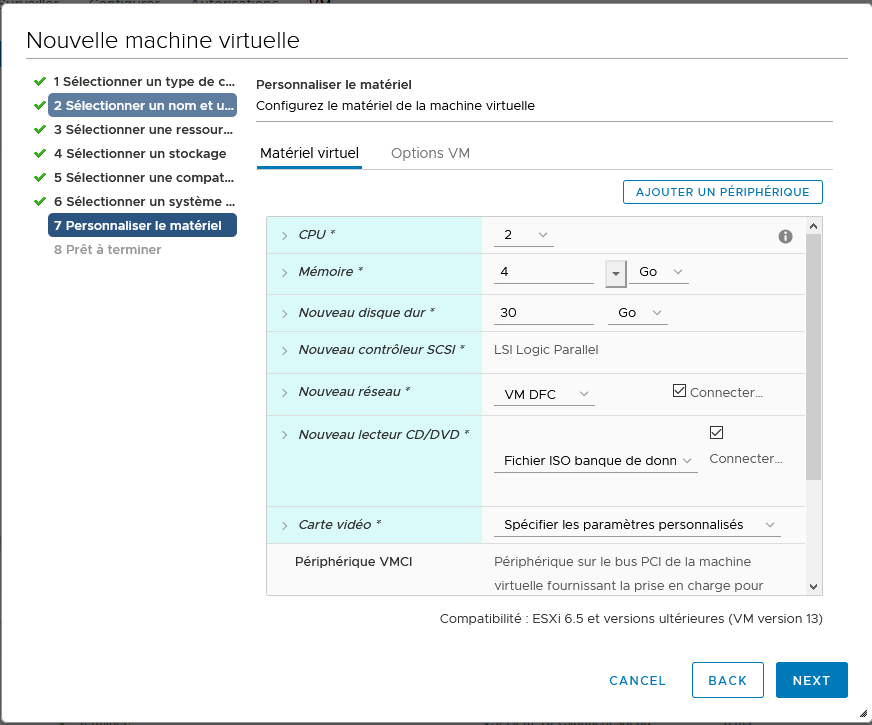 Nouvelle machine virtuelle
1 Sélectionner un type de c...
2 Sélectionner un nom et u...
3 Sélectionner une ressour...
4 Sélectionner un stockage
5 Sélectionner une compat...
6 Sélectionner un système ...
7 Personnaliser le matériel
8 Prêt à terminer
Personnaliser le matériel
Configurez le matériel de la machine virtuelle
Matériel virtuel Options VM
AJOUTER UN PÉRIPHÉRIQUE
CPU * 2
Mémoire * 4 Go
Nouveau disque dur * 30 Go
Nouveau contrôleur SCSI * LSI Logic Parallel
Nouveau réseau * VM DFC Connecter...
Nouveau lecteur CD/DVD * Fichier ISO banque de donn Connecter...
Carte vidéo * Spécifier les paramètres personnalisés
Périphérique VMCI Périphérique sur le bus PCI de la machine
virtuelle fournissant la prise en charge pour
Compatibilité : ESXi 6.5 et versions ultérieures (VM version 13)
CANCEL BACK NEXT